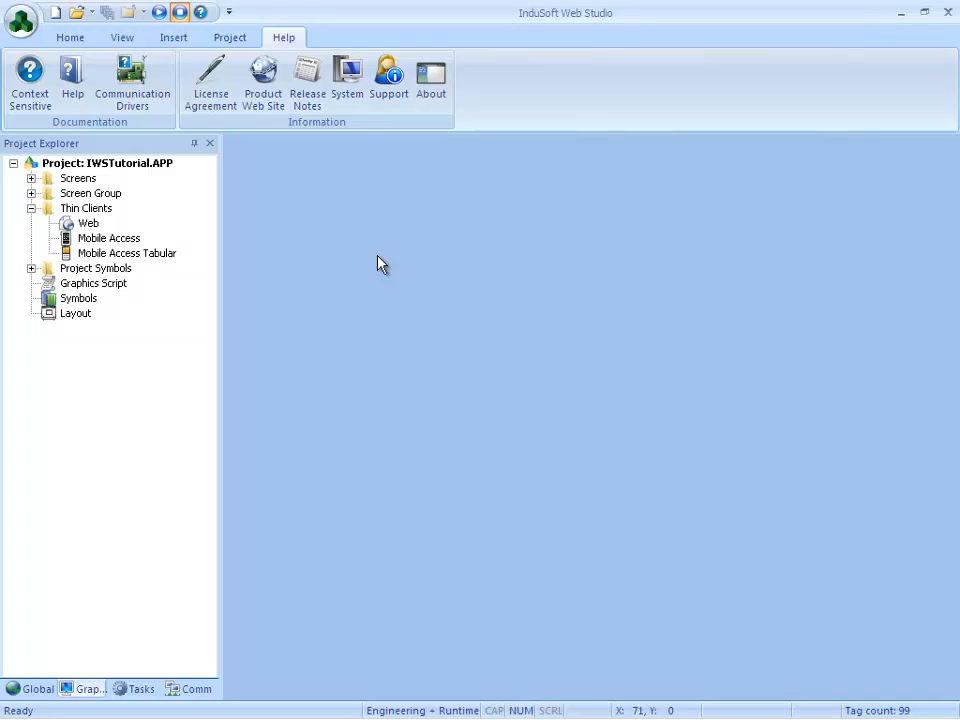 InduSoft Web Studio
Home View Insert Project Help
Context Sensitive
Help
Communication Drivers
License Agreement
Product Web Site
Release Notes
System
Support
About
Documentation
Information
Project Explorer
Project: IWSTutorial.APP
Screens
Screen Group
Thin Clients
Web
Mobile Access
Mobile Access Tabular
Project Symbols
Graphics Script
Symbols
Layout
Global Grap... Tasks Comm
Ready Engineering + Runtime CAP NUM SCRL X: 71, Y: 0 Tag count: 99